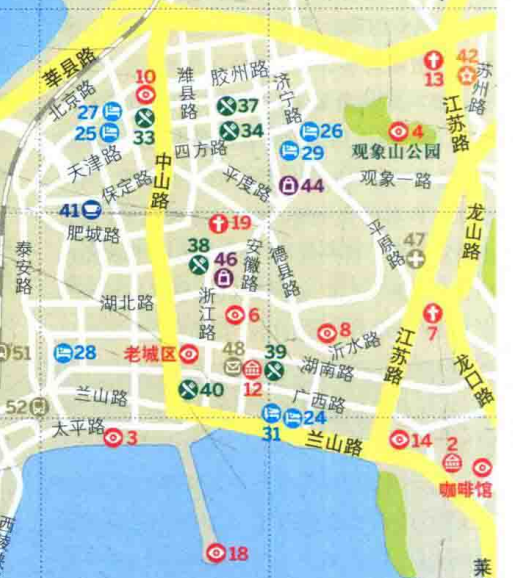 42
苏州路
13
莘县路
10
潍县路
胶州路
济宁路
北京路
27
37
江苏路
33
34
26
4
25
29
观象山公园
四方路
天津路
中山路
平度路
44
观象一路
保定路
41
19
龙山路
肥城路
38
安徽路
47
平原路
泰安路
46
德县路
浙江路
湖北路
6
7
8
沂水路
江苏路
51
28
老城区
48
39
湖南路
龙口路
12
兰山路
40
广西路
52
24
太平路
31
3
兰山路
14
2
咖啡馆
18
莱